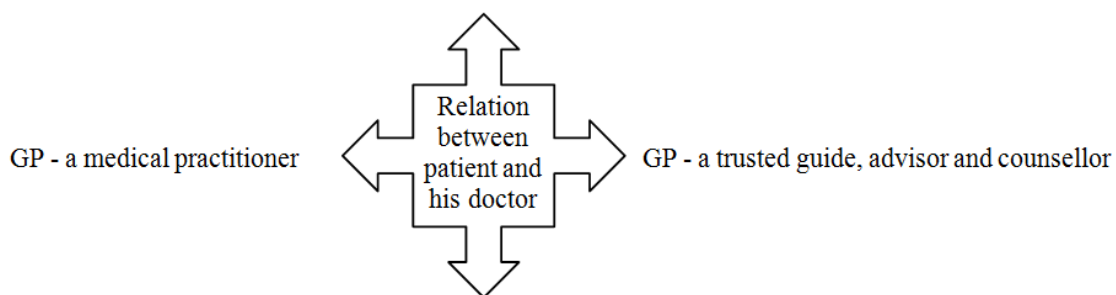 GP - a medical practitioner
Relation
between
patient and
his doctor
GP - a trusted guide, advisor and counsellor